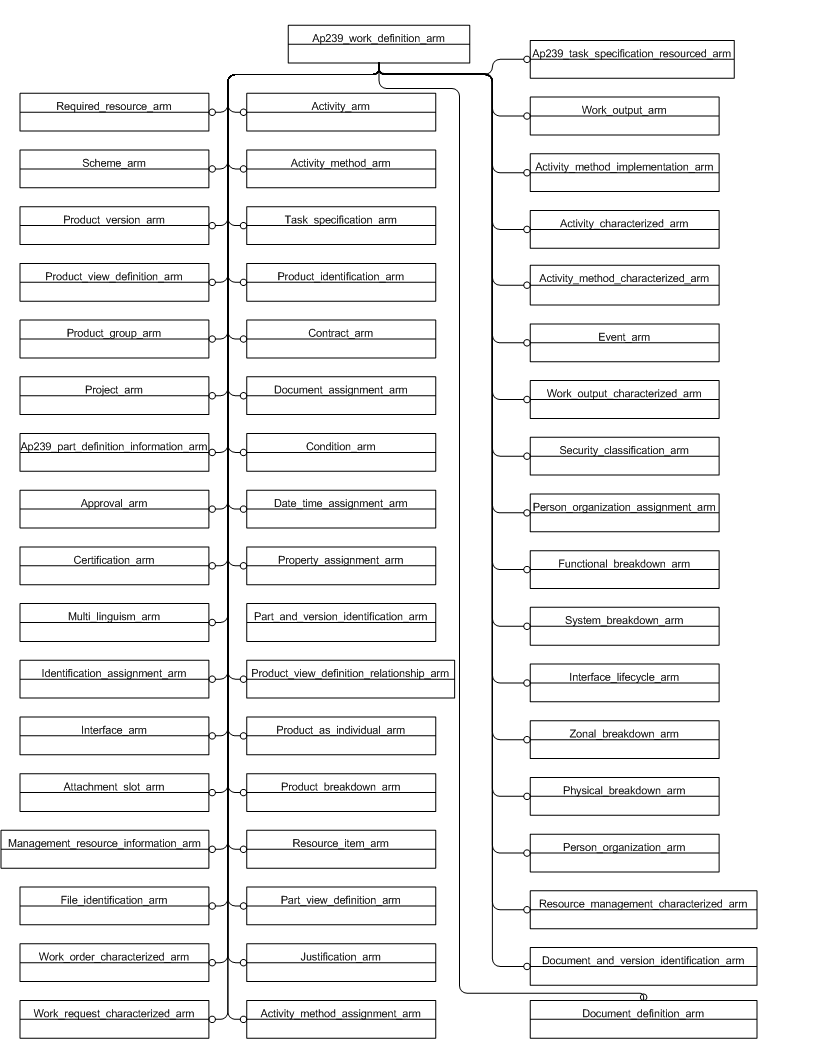 Ap239_work_definition_arm
Ap239_task_specification_resourced_arm
Required_resource_arm
Activity_arm
Work_output_arm
Scheme_arm
Activity_method_arm
Activity_method_implementation_arm
Product_version_arm
Task_specification_arm
Activity_characterized_arm
Product_view_definition_arm
Product_identification_arm
Activity_method_characterized_arm
Product_group_arm
Contract_arm
Event_arm
Project_arm
Document_assignment_arm
Work_output_characterized_arm
Ap239_part_definition_information_arm
Condition_arm
Security_classification_arm
Approval_arm
Date_time_assignment_arm
Person_organization_assignment_arm
Certification_arm
Property_assignment_arm
Functional_breakdown_arm
Multi_linguism_arm
Part_and_version_identification_arm
System_breakdown_arm
Identification_assignment_arm
Product_view_definition_relationship_arm
Interface_lifecycle_arm
Interface_arm
Product_as_individual_arm
Zonal_breakdown_arm
Attachment_slot_arm
Product_breakdown_arm
Physical_breakdown_arm
Management_resource_information_arm
Resource_item_arm
Person_organization_arm
File_identification_arm
Part_view_definition_arm
Resource_management_characterized_arm
Work_order_characterized_arm
Justification_arm
Document_and_version_identification_arm
Work_request_characterized_arm
Activity_method_assignment_arm
Document_definition_arm